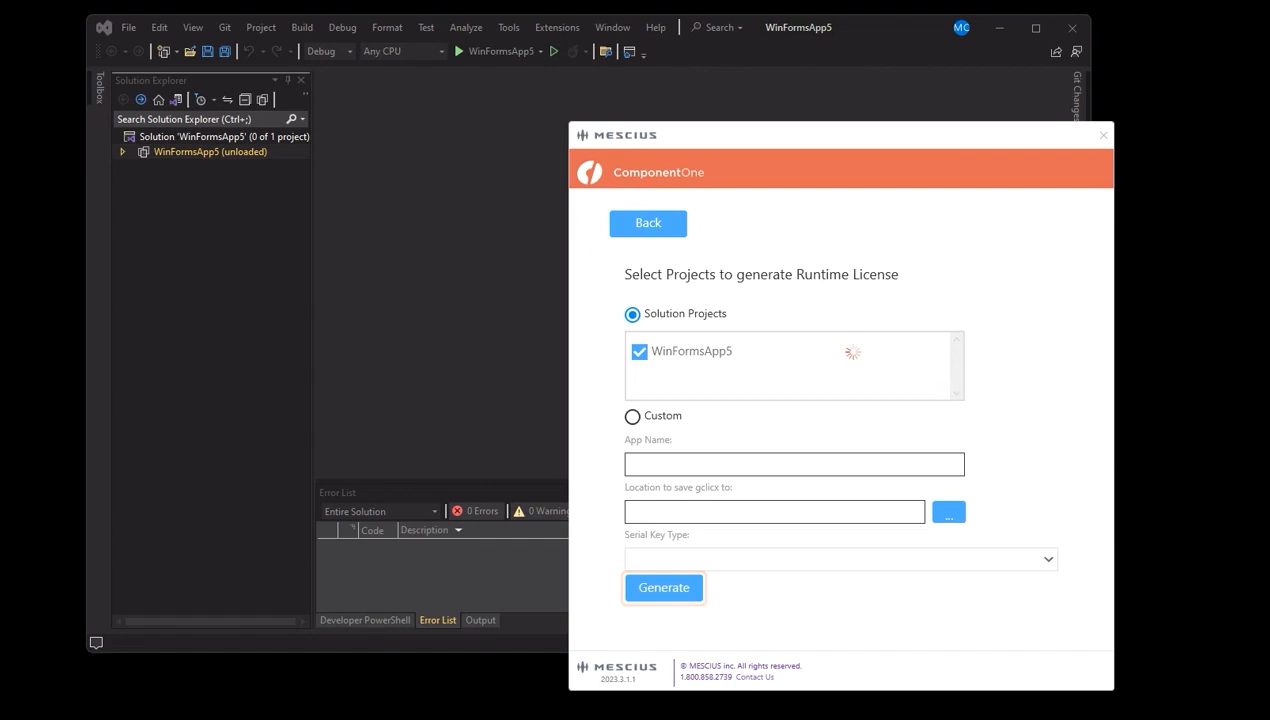 File Edit View Git Project Build Debug Format Test Analyze Tools Extensions Window Help Search WinFormsApp5 MC
Debug Any CPU WinFormsApp5
Toolbox
Solution Explorer
Search Solution Explorer (Ctrl+;)
Solution 'WinFormsApp5' (0 of 1 project)
WinFormsApp5 (unloaded)
Git Changes
Error List
Entire Solution 0 Errors 0 Warnin
Code Description
Developer PowerShell Error List Output
MESCIUS
ComponentOne
Back
Select Projects to generate Runtime License
Solution Projects
WinFormsApp5
Custom
App Name:
Location to save gclicx to:
...
Serial Key Type:
Generate
MESCIUS
2023.3.1.1
© MESCIUS inc. All rights reserved.
1.800.858.2739 Contact Us